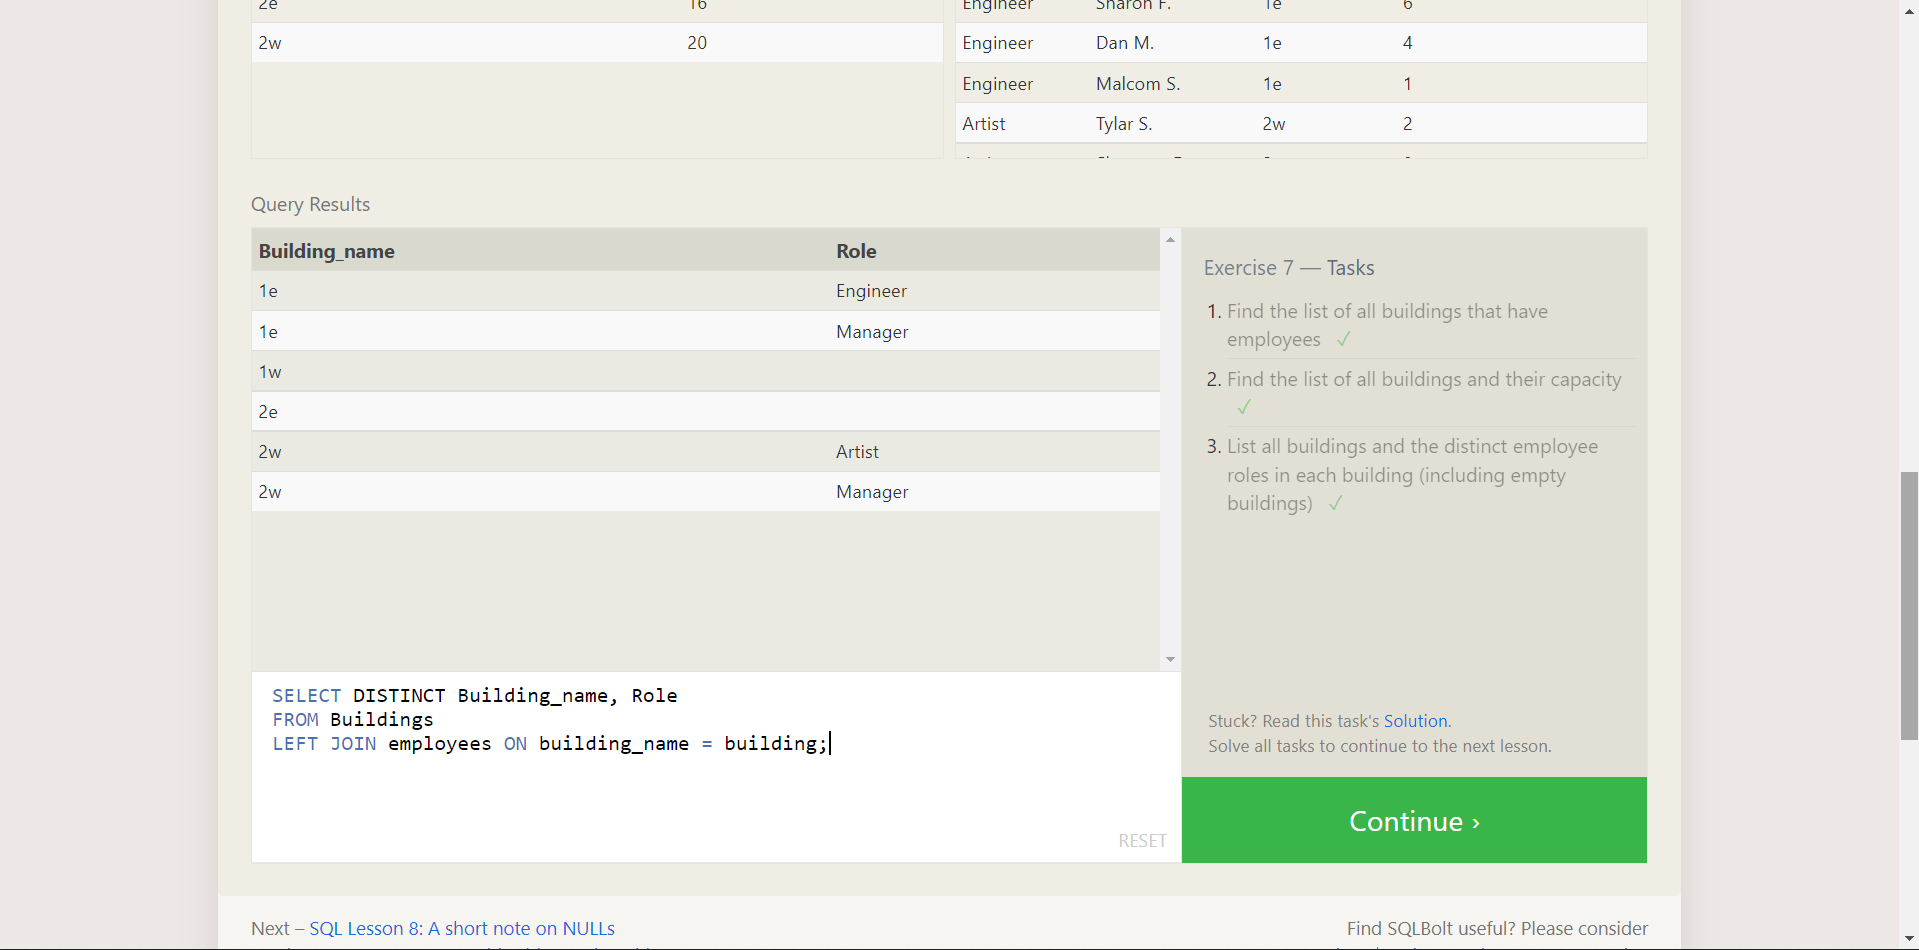 2e 16
2w 20
Engineer Sharon F. 1e 6
Engineer Dan M. 1e 4
Engineer Malcom S. 1e 1
Artist Tylar S. 2w 2
Query Results
Building_name Role
1e Engineer
1e Manager
1w
2e
2w Artist
2w Manager
Exercise 7 — Tasks
1. Find the list of all buildings that have
employees ✓
2. Find the list of all buildings and their capacity
✓
3. List all buildings and the distinct employee
roles in each building (including empty
buildings) ✓
SELECT DISTINCT Building_name, Role
FROM Buildings
LEFT JOIN employees ON building_name = building;
RESET
Stuck? Read this task's Solution.
Solve all tasks to continue to the next lesson.
Continue ›
Next – SQL Lesson 8: A short note on NULLs
Find SQLBolt useful? Please consider